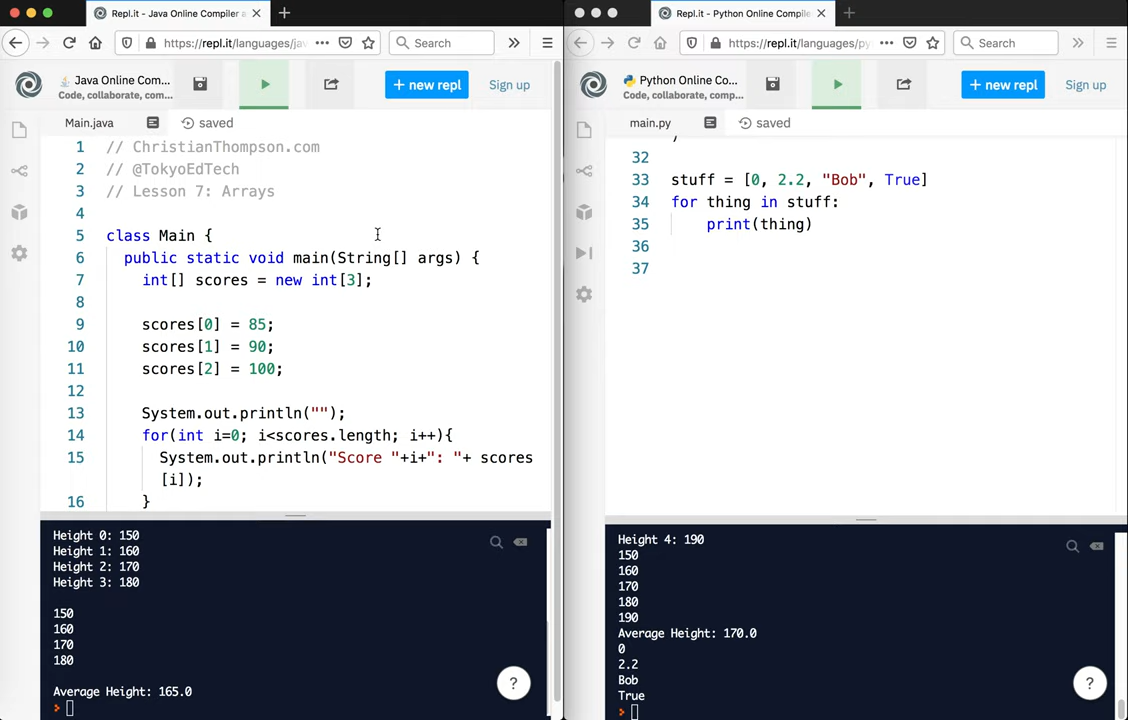 Repl.it - Java Online Compiler a
https://repl.it/languages/jav
Search
Java Online Com...
Code, collaborate, com...
+ new repl
Sign up
Main.java
saved
1 // ChristianThompson.com
2 // @TokyoEdTech
3 // Lesson 7: Arrays
4
5 class Main {
6 public static void main(String[] args) {
7 int[] scores = new int[3];
8
9 scores[0] = 85;
10 scores[1] = 90;
11 scores[2] = 100;
12
13 System.out.println("");
14 for(int i=0; i<scores.length; i++){
15 System.out.println("Score "+i+": "+ scores
[i]);
16 }
Height 0: 150
Height 1: 160
Height 2: 170
Height 3: 180
150
160
170
180
Average Height: 165.0
?
Repl.it - Python Online Compile
https://repl.it/languages/py
Search
Python Online Co...
Code, collaborate, comp...
+ new repl
Sign up
main.py
saved
32
33 stuff = [0, 2.2, "Bob", True]
34 for thing in stuff:
35 print(thing)
36
37
Height 4: 190
150
160
170
180
190
Average Height: 170.0
0
2.2
Bob
True
?